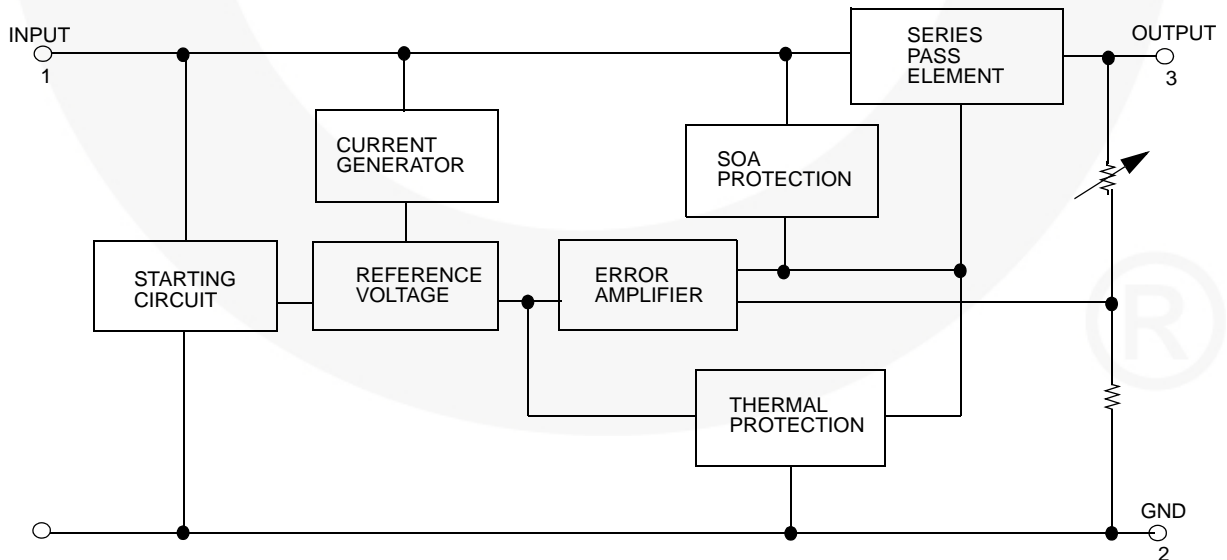 INPUT
1
SERIES
PASS
ELEMENT
OUTPUT
3
CURRENT
GENERATOR
SOA
PROTECTION
STARTING
CIRCUIT
REFERENCE
VOLTAGE
ERROR
AMPLIFIER
THERMAL
PROTECTION
GND
2
®